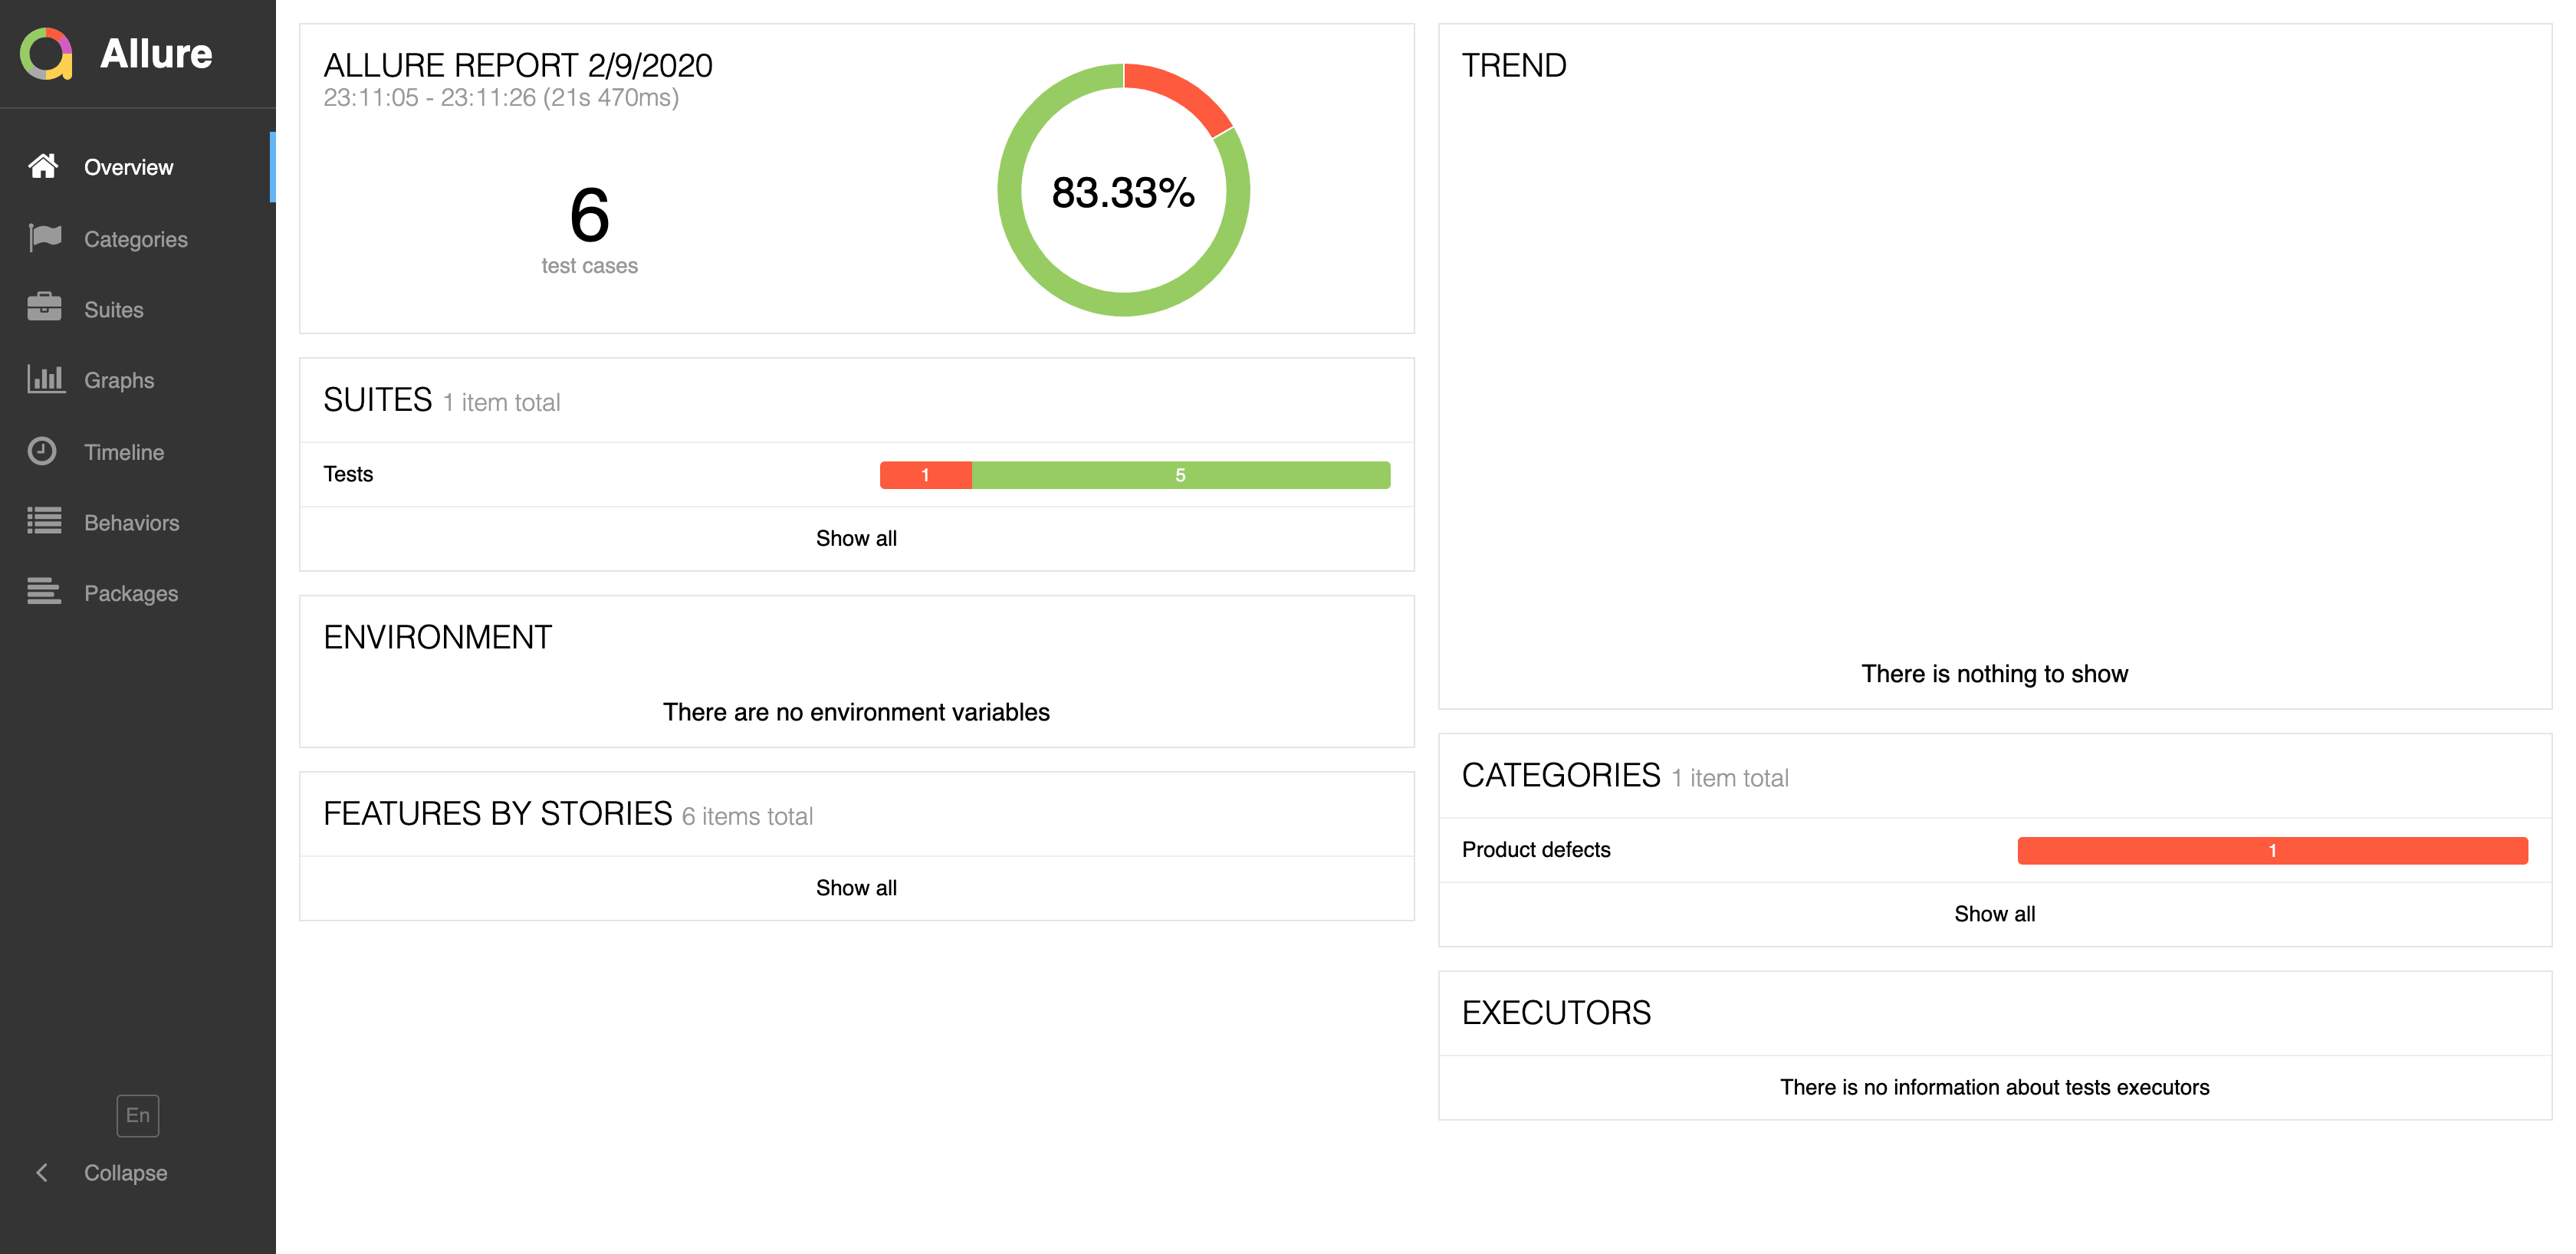 Allure
Overview
Categories
Suites
Graphs
Timeline
Behaviors
Packages
En
Collapse
ALLURE REPORT 2/9/2020
23:11:05 - 23:11:26 (21s 470ms)
6
test cases
83.33%
SUITES 1 item total
Tests 1 5
Show all
ENVIRONMENT
There are no environment variables
FEATURES BY STORIES 6 items total
Show all
TREND
There is nothing to show
CATEGORIES 1 item total
Product defects 1
Show all
EXECUTORS
There is no information about tests executors